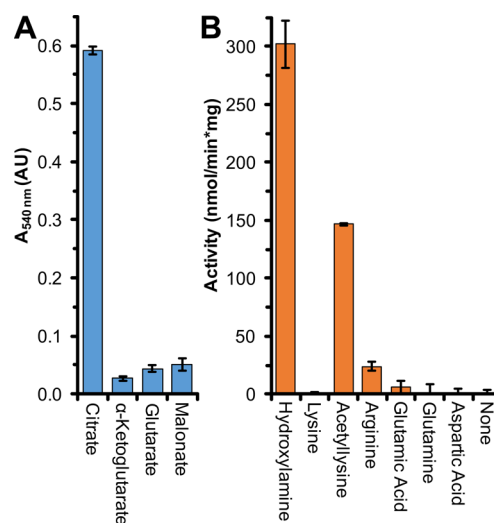 A
B
A540 nm (AU)
0.6
0.5
0.4
0.3
0.2
0.1
0.0
Citrate
α-Ketoglutarate
Glutarate
Malonate
Activity (nmol/min*mg)
300
250
200
150
100
50
0
Hydroxylamine
Lysine
Acetyllysine
Arginine
Glutamic Acid
Glutamine
Aspartic Acid
None